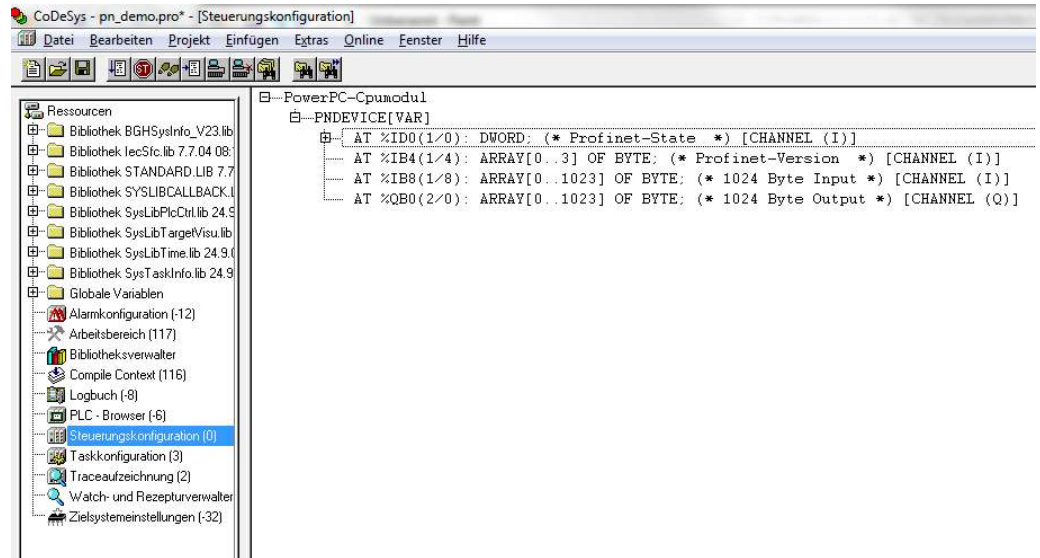 CoDeSys - pn_demo.pro* - [Steuerungskonfiguration]
Datei Bearbeiten Projekt Einfügen Extras Online Fenster Hilfe
Ressourcen
Bibliothek BGHSysInfo_V23.lib
Bibliothek IecSfc.lib 7.7.04 08:
Bibliothek STANDARD.LIB 7.7
Bibliothek SYSLIBCALLBACK.L
Bibliothek SysLibPlcCtrl.lib 24.9
Bibliothek SysLibTargetVisu.lib
Bibliothek SysLibTime.lib 24.9.0
Bibliothek SysTaskInfo.lib 24.9
Globale Variablen
Alarmkonfiguration (-12)
Arbeitsbereich (117)
Bibliotheksverwalter
Compile Context (116)
Logbuch (-8)
PLC - Browser (-6)
Steuerungskonfiguration (0)
Taskkonfiguration (3)
Traceaufzeichnung (2)
Watch- und Rezepturverwalter
Zielsystemeinstellungen (-32)
PowerPC-Cpumodul
PNDEVICE[VAR]
AT %ID0(1/0): DWORD; (* Profinet-State *) [CHANNEL (I)]
AT %IB4(1/4): ARRAY[0..3] OF BYTE; (* Profinet-Version *) [CHANNEL (I)]
AT %IB8(1/8): ARRAY[0..1023] OF BYTE; (* 1024 Byte Input *) [CHANNEL (I)]
AT %QB0(2/0): ARRAY[0..1023] OF BYTE; (* 1024 Byte Output *) [CHANNEL (Q)]